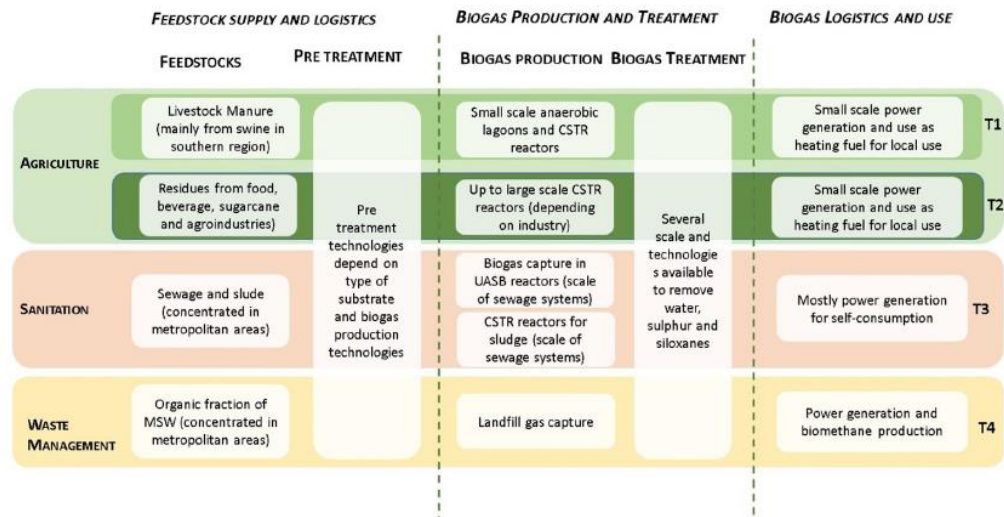 FEEDSTOCK SUPPLY AND LOGISTICS
BIOGAS PRODUCTION AND TREATMENT
BIOGAS LOGISTICS AND USE
FEEDSTOCKS
PRE TREATMENT
BIOGAS PRODUCTION
BIOGAS TREATMENT
AGRICULTURE
Livestock Manure
(mainly from swine in
southern region)
Small scale anaerobic
lagoons and CSTR
reactors
Small scale power
generation and use as
heating fuel for local use
T1
Residues from food,
beverage, sugarcane
and agroindustries)
Up to large scale CSTR
reactors (depending
on industry)
Small scale power
generation and use as
heating fuel for local use
T2
Pre
treatment
technologies
depend on
type of
substrate
and biogas
production
technologies
Several
scale and
technologie
s available
to remove
water,
sulphur and
siloxanes
SANITATION
Sewage and slude
(concentrated in
metropolitan areas)
Biogas capture in
UASB reactors (scale
of sewage systems)
CSTR reactors for
sludge (scale of
sewage systems)
Mostly power generation
for self-consumption
T3
WASTE
MANAGEMENT
Organic fraction of
MSW (concentrated in
metropolitan areas)
Landfill gas capture
Power generation and
biomethane production
T4